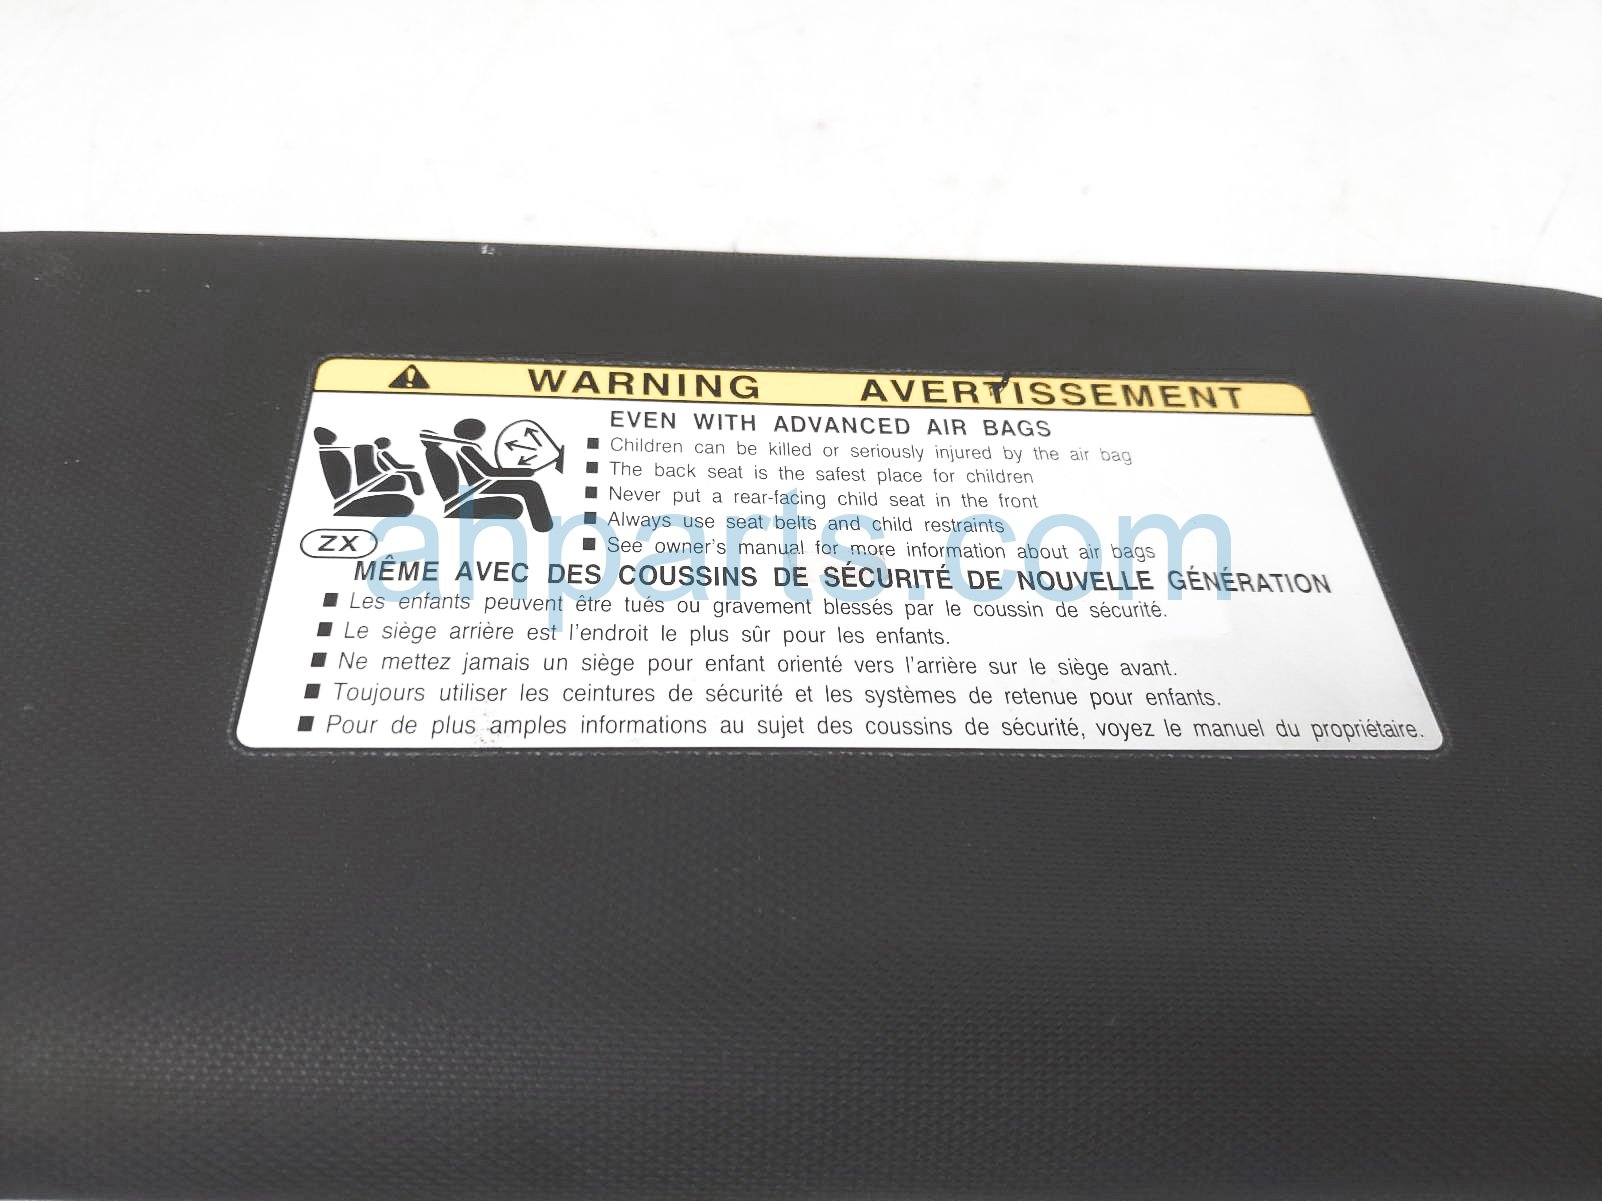 WARNING AVERTISSEMENT
EVEN WITH ADVANCED AIR BAGS
■ Children can be killed or seriously injured by the air bag
■ The back seat is the safest place for children
■ Never put a rear-facing child seat in the front
■ Always use seat belts and child restraints
■ See owner's manual for more information about air bags
ZX
MÊME AVEC DES COUSSINS DE SÉCURITÉ DE NOUVELLE GÉNÉRATION
■ Les enfants peuvent être tués ou gravement blessés par le coussin de sécurité.
■ Le siège arrière est l'endroit le plus sûr pour les enfants.
■ Ne mettez jamais un siège pour enfant orienté vers l'arrière sur le siège avant.
■ Toujours utiliser les ceintures de sécurité et les systèmes de retenue pour enfants.
■ Pour de plus amples informations au sujet des coussins de sécurité, voyez le manuel du propriétaire.
ahparts.com